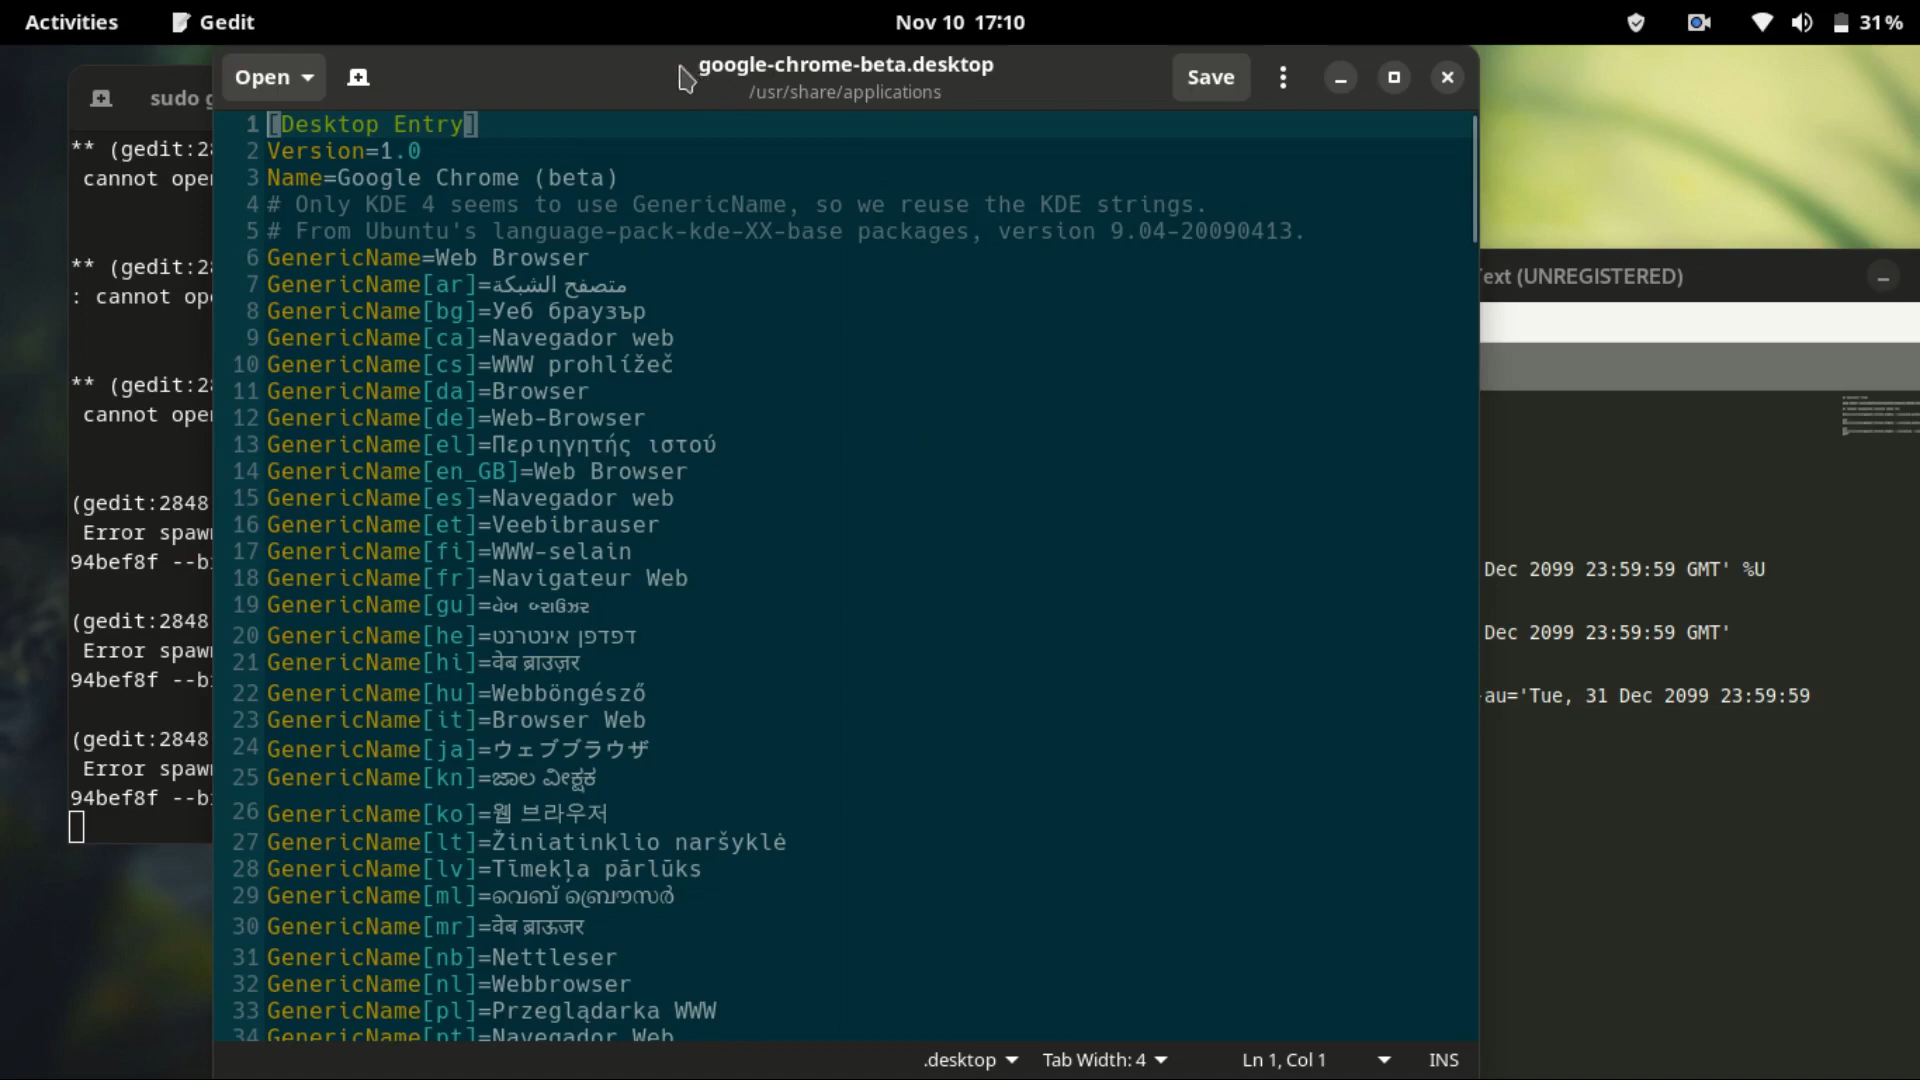 Activities
Gedit
Nov 10 17:10
31%
sudo g
** (gedit:28
cannot ope
** (gedit:28
: cannot ope
** (gedit:28
cannot ope
(gedit:2848
Error spaw
94bef8f --b
(gedit:2848
Error spaw
94bef8f --b
(gedit:2848
Error spaw
94bef8f --b
Open
google-chrome-beta.desktop
/usr/share/applications
Save
1 [Desktop Entry]
2 Version=1.0
3 Name=Google Chrome (beta)
4 # Only KDE 4 seems to use GenericName, so we reuse the KDE strings.
5 # From Ubuntu's language-pack-kde-XX-base packages, version 9.04-20090413.
6 GenericName=Web Browser
7 GenericName[ar]=متصفح الشبكة
8 GenericName[bg]=Уеб браузър
9 GenericName[ca]=Navegador web
10 GenericName[cs]=WWW prohlížeč
11 GenericName[da]=Browser
12 GenericName[de]=Web-Browser
13 GenericName[el]=Περιηγητής ιστού
14 GenericName[en_GB]=Web Browser
15 GenericName[es]=Navegador web
16 GenericName[et]=Veebibrauser
17 GenericName[fi]=WWW-selain
18 GenericName[fr]=Navigateur Web
19 GenericName[gu]=વેબ બ્રાઉઝર
20 GenericName[he]=דפדפן אינטרנט
21 GenericName[hi]=वेब ब्राउज़र
22 GenericName[hu]=Webböngésző
23 GenericName[it]=Browser Web
24 GenericName[ja]=ウェブブラウザ
25 GenericName[kn]=ಜಾಲ ವೀಕ್ಷಕ
26 GenericName[ko]=웹 브라우저
27 GenericName[lt]=Žiniatinklio naršyklė
28 GenericName[lv]=Tīmekļa pārlūks
29 GenericName[ml]=വെബ് ബ്രൌസര്‍
30 GenericName[mr]=वेब ब्राऊजर
31 GenericName[nb]=Nettleser
32 GenericName[nl]=Webbrowser
33 GenericName[pl]=Przeglądarka WWW
34 GenericName[pt]=Navegador Web
.desktop
Tab Width: 4
Ln 1, Col 1
INS
ext (UNREGISTERED)
Dec 2099 23:59:59 GMT' %U
Dec 2099 23:59:59 GMT'
-au='Tue, 31 Dec 2099 23:59:59